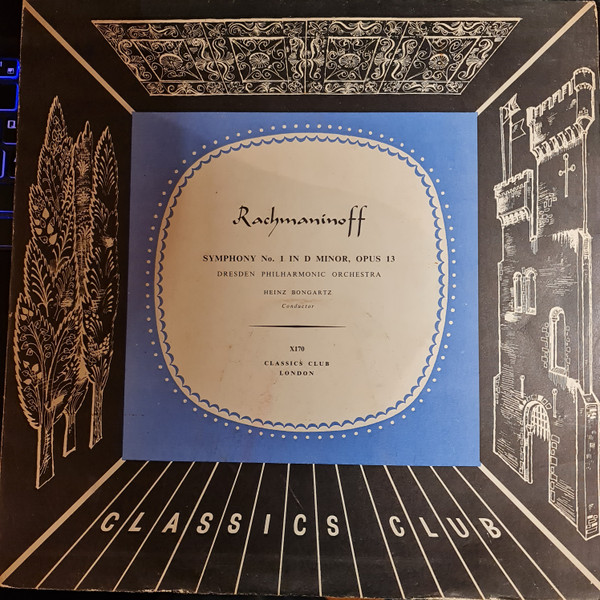 Rachmaninoff
SYMPHONY No. 1 IN D MINOR, OPUS 13
DRESDEN PHILHARMONIC ORCHESTRA
HEINZ BONGARTZ
Conductor
X170
CLASSICS CLUB
LONDON
CLASSICS CLUB